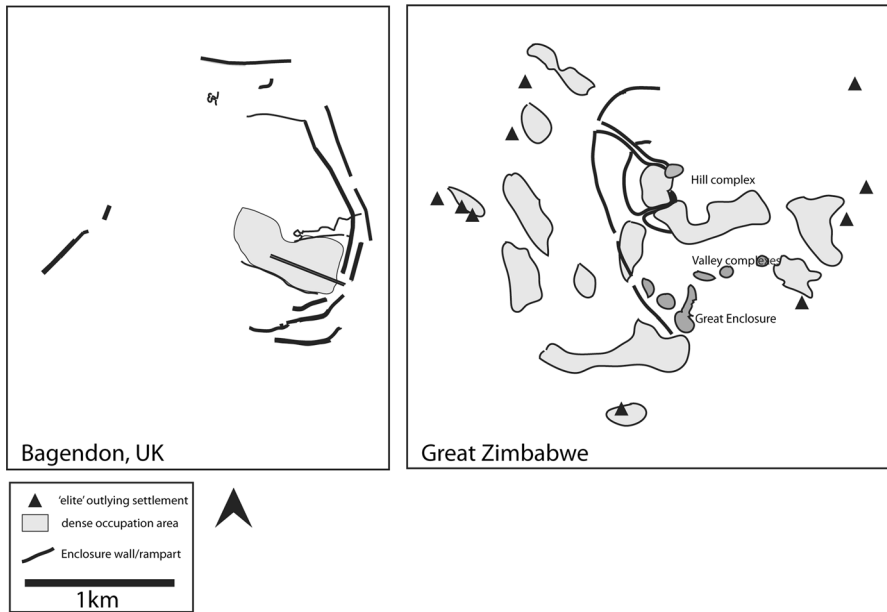 Hill complex
Valley complexes
Great Enclosure
Bagendon, UK
Great Zimbabwe
'elite' outlying settlement
dense occupation area
Enclosure wall/rampart
1km